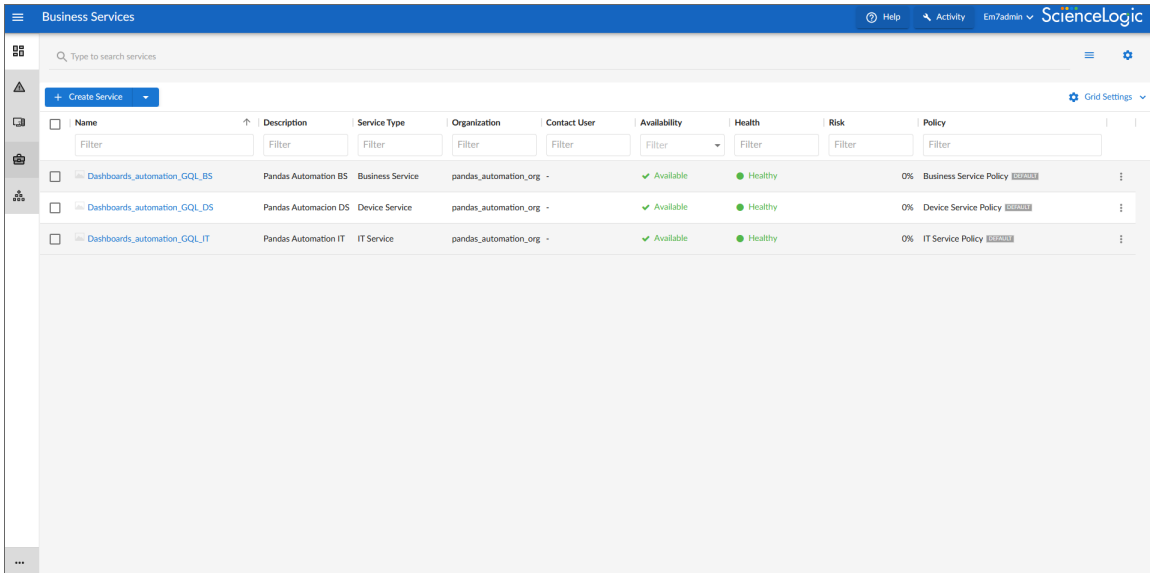 Business Services
Help Activity Em7admin ScienceLogic
Type to search services
+ Create Service Grid Settings
Name Description Service Type Organization Contact User Availability Health Risk Policy
Filter Filter Filter Filter Filter Filter Filter Filter Filter
Dashboards_automation_GQL_BS Pandas Automation BS Business Service pandas_automation_org - Available Healthy 0% Business Service Policy DEFAULT
Dashboards_automation_GQL_DS Pandas Automacion DS Device Service pandas_automation_org - Available Healthy 0% Device Service Policy DEFAULT
Dashboards_automation_GQL_IT Pandas Automation IT IT Service pandas_automation_org - Available Healthy 0% IT Service Policy DEFAULT